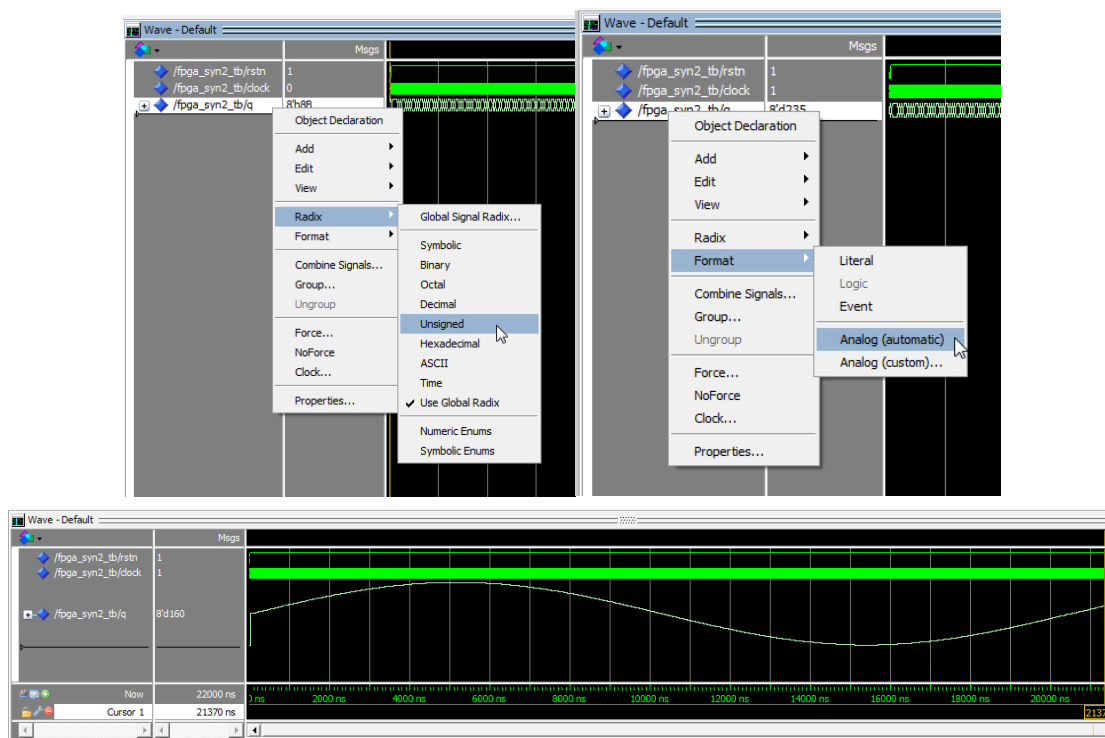 Wave - Default
Msgs
/fpga_syn2_tb/rstn 1
/fpga_syn2_tb/clock 0
/fpga_syn2_tb/q 8'h8B
Object Declaration
Add
Edit
View
Radix
Format
Combine Signals...
Group...
Ungroup
Force...
NoForce
Clock...
Properties...
Global Signal Radix...
Symbolic
Binary
Octal
Decimal
Unsigned
Hexadecimal
ASCII
Time
Use Global Radix
Numeric Enums
Symbolic Enums
Wave - Default
Msgs
/fpga_syn2_tb/rstn 1
/fpga_syn2_tb/clock 1
/fpga_syn2_tb/q 8'd235
Object Declaration
Add
Edit
View
Radix
Format
Combine Signals...
Group...
Ungroup
Force...
NoForce
Clock...
Properties...
Literal
Logic
Event
Analog (automatic)
Analog (custom)...
Wave - Default
Msgs
/fpga_syn2_tb/rstn 1
/fpga_syn2_tb/clock 1
/fpga_syn2_tb/q 8'd160
Now 22000 ns
ns 2000 ns 4000 ns 6000 ns 8000 ns 10000 ns 12000 ns 14000 ns 16000 ns 18000 ns 20000 ns
Cursor 1 21370 ns
2137